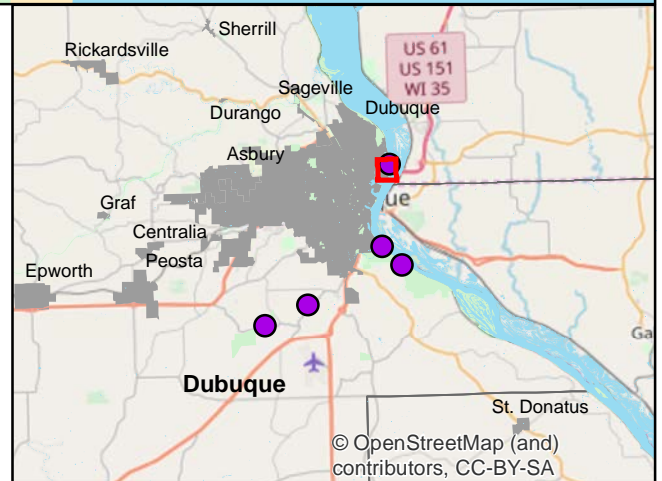 Sherrill
Rickardsville
US 61
US 151
WI 35
Sageville
Durango
Dubuque
Asbury
ue
Graf
Centralia
Peosta
Epworth
Ga
Dubuque
St. Donatus
© OpenStreetMap (and)
contributors, CC-BY-SA